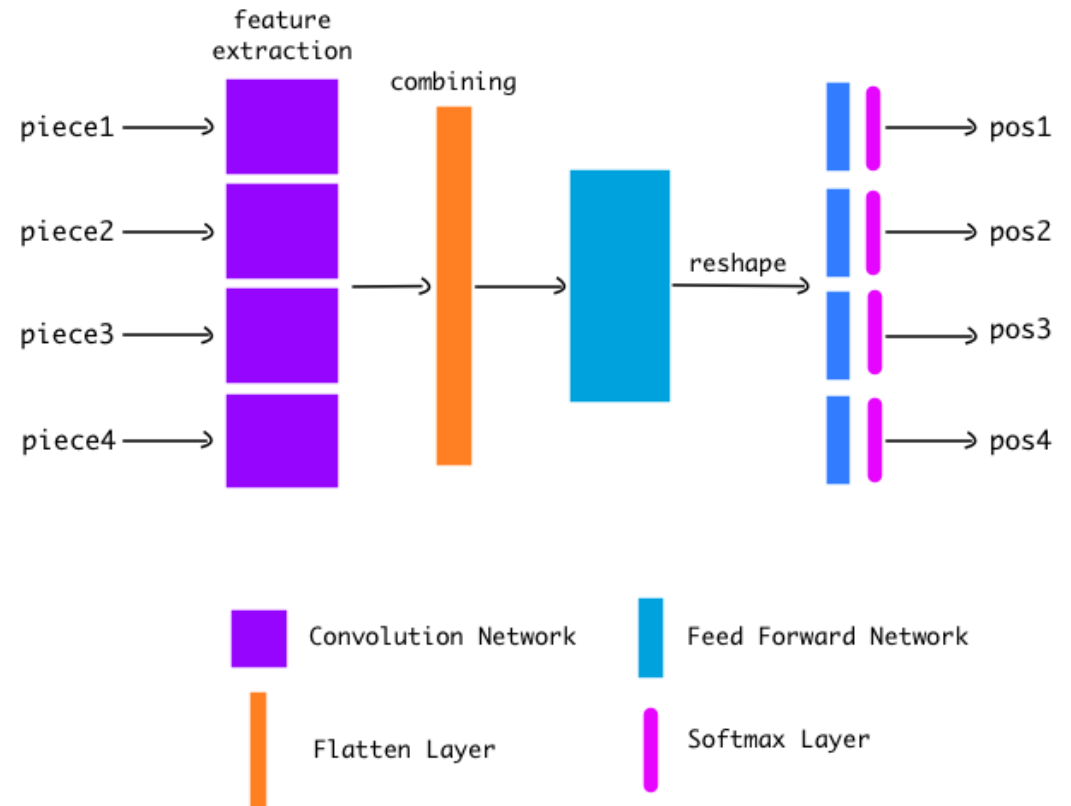 feature
extraction
combining
piece1
pos1
piece2
pos2
reshape
piece3
pos3
piece4
pos4
Convolution Network
Feed Forward Network
Flatten Layer
Softmax Layer